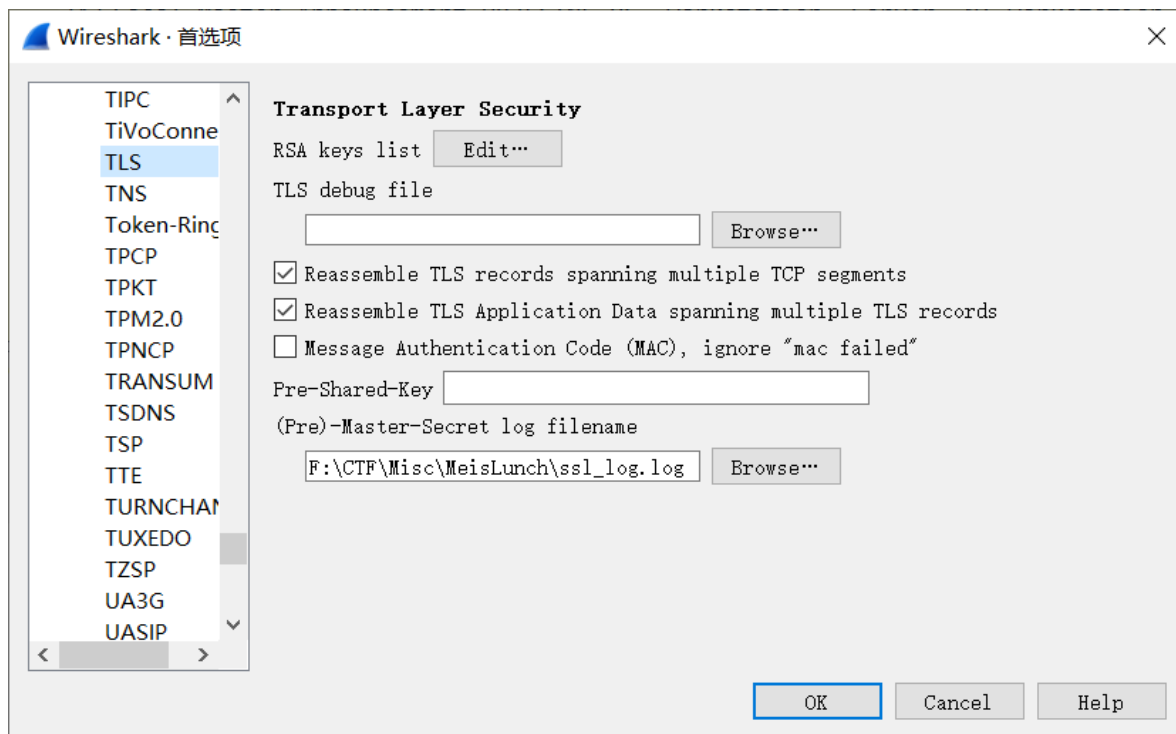 Wireshark · 首选项
TIPC
TiVoConne
TLS
TNS
Token-Ring
TPCP
TPKT
TPM2.0
TPNCP
TRANSUM
TSDNS
TSP
TTE
TURNCHAN
TUXEDO
TZSP
UA3G
UASIP
Transport Layer Security
RSA keys list Edit…
TLS debug file
Browse…
Reassemble TLS records spanning multiple TCP segments
Reassemble TLS Application Data spanning multiple TLS records
Message Authentication Code (MAC), ignore "mac failed"
Pre-Shared-Key
(Pre)-Master-Secret log filename
F:\CTF\Misc\MeisLunch\ssl_log.log Browse…
OK Cancel Help